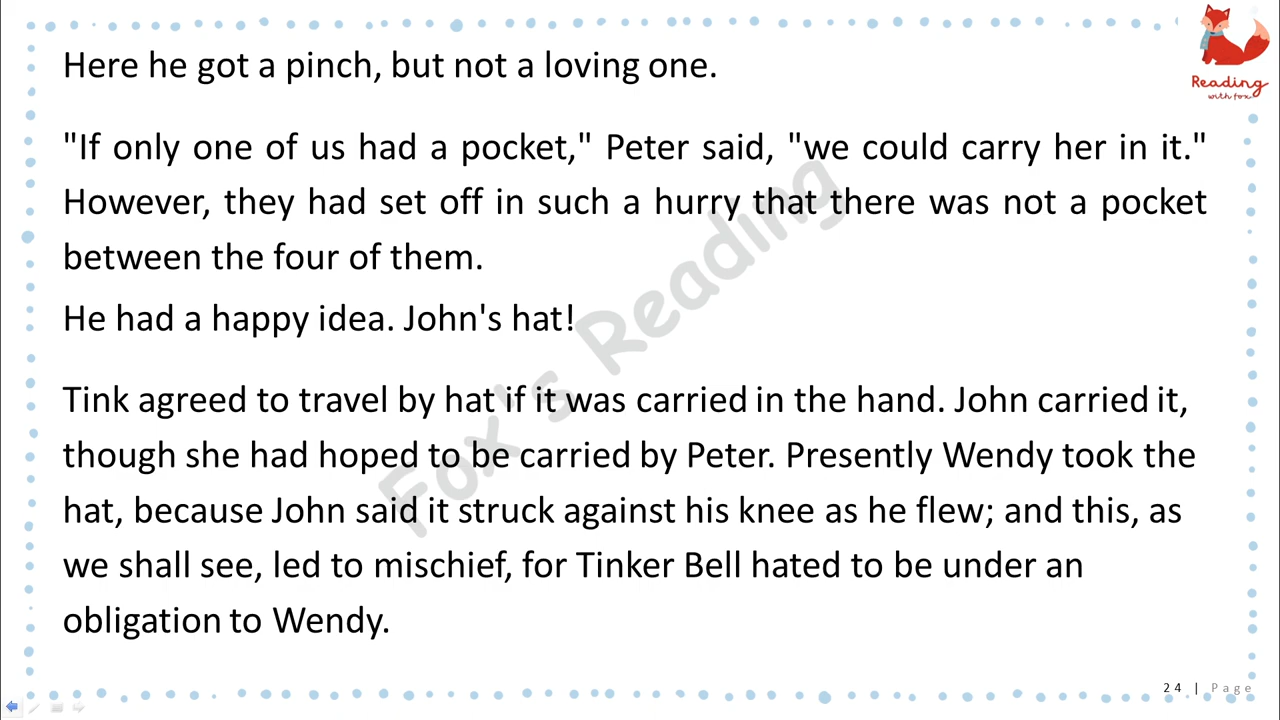 Here he got a pinch, but not a loving one.
Reading
with fox
"If only one of us had a pocket," Peter said, "we could carry her in it."
However, they had set off in such a hurry that there was not a pocket
between the four of them.
He had a happy idea. John's hat!
Tink agreed to travel by hat if it was carried in the hand. John carried it,
though she had hoped to be carried by Peter. Presently Wendy took the
hat, because John said it struck against his knee as he flew; and this, as
we shall see, led to mischief, for Tinker Bell hated to be under an
obligation to Wendy.
Fox's Reading
24 | Page